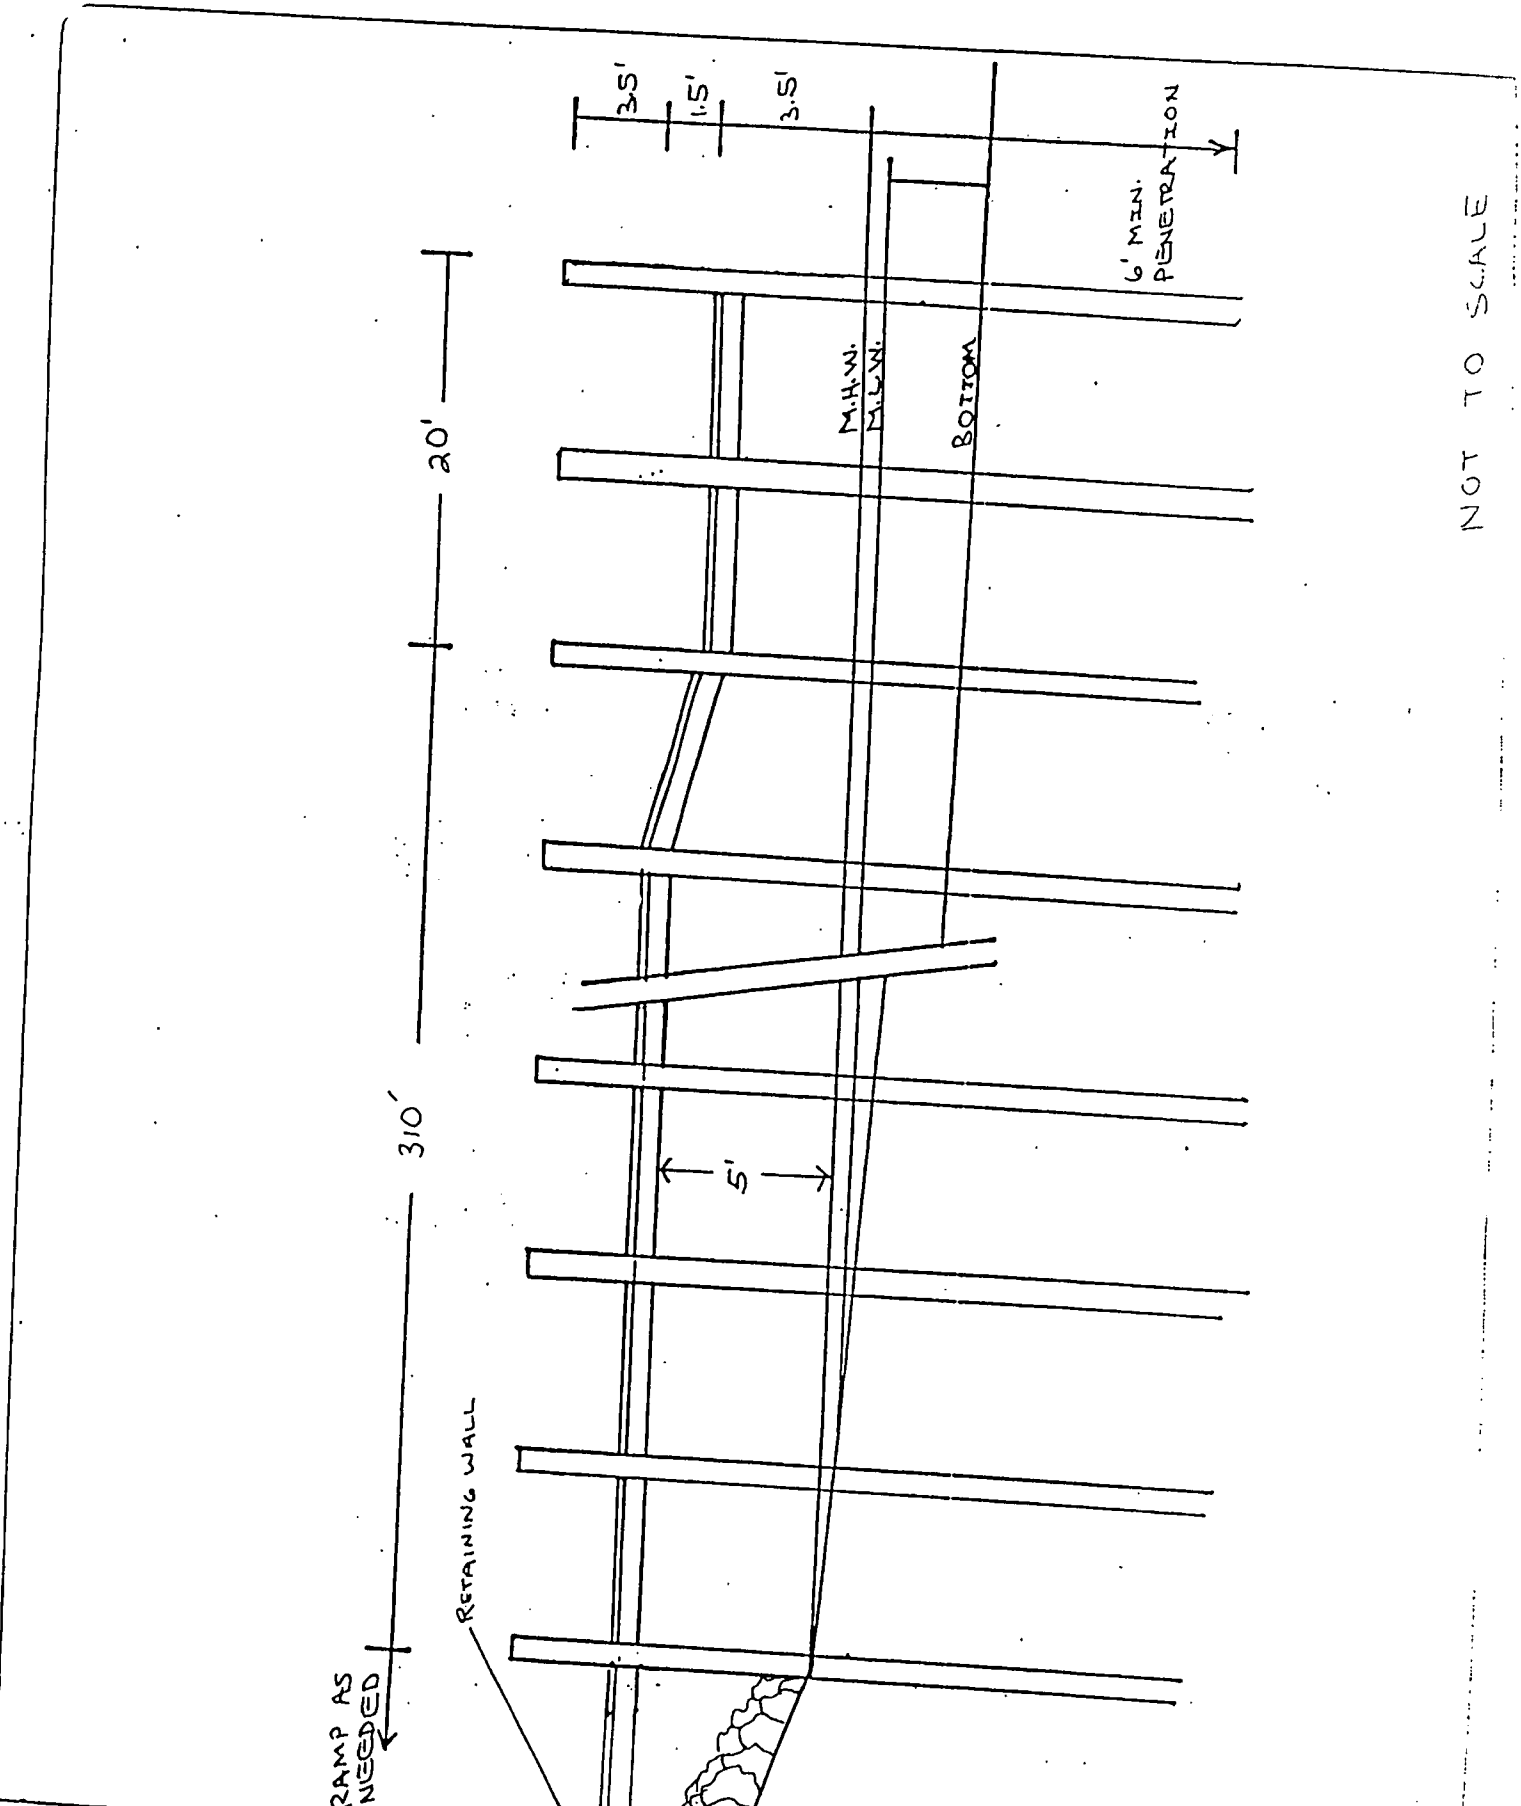 3.5'
1.5'
3.5'
6' MIN.
PENETRATION
20'
M.H.W.
M.L.W.
BOTTOM
310'
5'
RETAINING WALL
RAMP AS
NEEDED
NOT TO SCALE